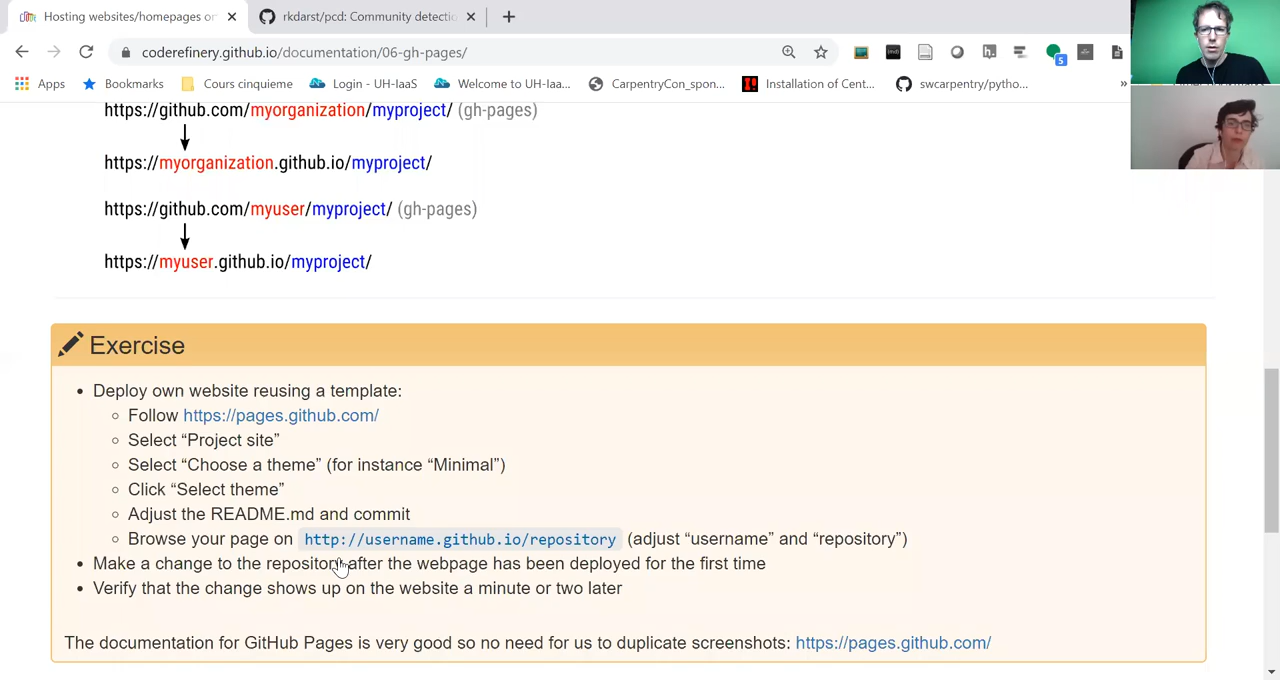 Hosting websites/homepages on
rkdarst/pcd: Community detectio
coderefinery.github.io/documentation/06-gh-pages/
5
Apps
Bookmarks
Cours cinquieme
Login - UH-IaaS
Welcome to UH-Iaa...
CarpentryCon_spon...
Installation of Cent...
swcarpentry/pytho...
»
https://github.com/myorganization/myproject/ (gh-pages)
https://myorganization.github.io/myproject/
https://github.com/myuser/myproject/ (gh-pages)
https://myuser.github.io/myproject/
Exercise
• Deploy own website reusing a template:
Follow https://pages.github.com/
Select “Project site”
Select “Choose a theme” (for instance “Minimal”)
Click “Select theme”
Adjust the README.md and commit
Browse your page on http://username.github.io/repository (adjust “username” and “repository”)
• Make a change to the repository after the webpage has been deployed for the first time
• Verify that the change shows up on the website a minute or two later
The documentation for GitHub Pages is very good so no need for us to duplicate screenshots: https://pages.github.com/